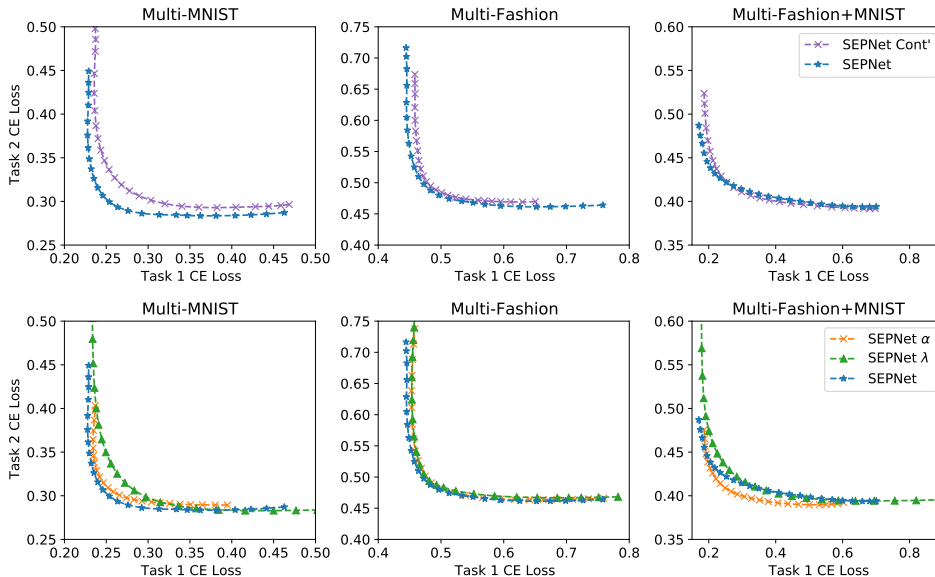 Multi-MNIST
Multi-Fashion
Multi-Fashion+MNIST
0.50
0.45
0.40
0.35
0.30
0.25
Task 2 CE Loss
0.20 0.25 0.30 0.35 0.40 0.45 0.50
Task 1 CE Loss
0.75
0.70
0.65
0.60
0.55
0.50
0.45
0.40
0.4 0.5 0.6 0.7 0.8
Task 1 CE Loss
0.60
0.55
0.50
0.45
0.40
0.35
SEPNet Cont'
SEPNet
0.2 0.4 0.6 0.8
Task 1 CE Loss
Multi-MNIST
Multi-Fashion
Multi-Fashion+MNIST
0.50
0.45
0.40
0.35
0.30
0.25
Task 2 CE Loss
0.20 0.25 0.30 0.35 0.40 0.45 0.50
Task 1 CE Loss
0.75
0.70
0.65
0.60
0.55
0.50
0.45
0.40
0.4 0.5 0.6 0.7 0.8
Task 1 CE Loss
0.60
0.55
0.50
0.45
0.40
0.35
SEPNet α
SEPNet λ
SEPNet
0.2 0.4 0.6 0.8
Task 1 CE Loss